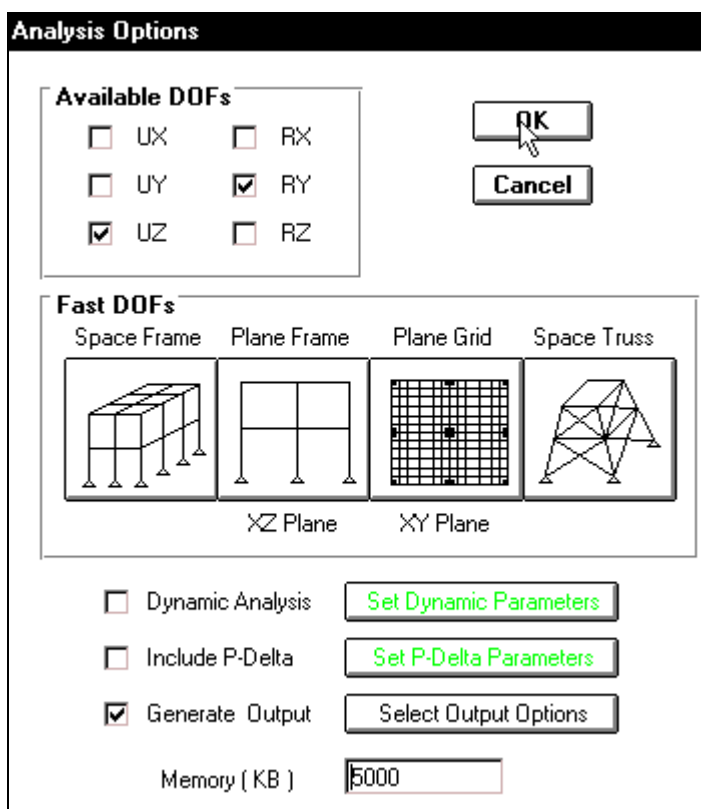 Analysis Options
Available DOFs
OK
UX RX
UY RY
Cancel
UZ RZ
Fast DOFs
Space Frame Plane Frame Plane Grid Space Truss
XZ Plane XY Plane
Dynamic Analysis Set Dynamic Parameters
Include P-Delta Set P-Delta Parameters
Generate Output Select Output Options
Memory ( KB ) 5000